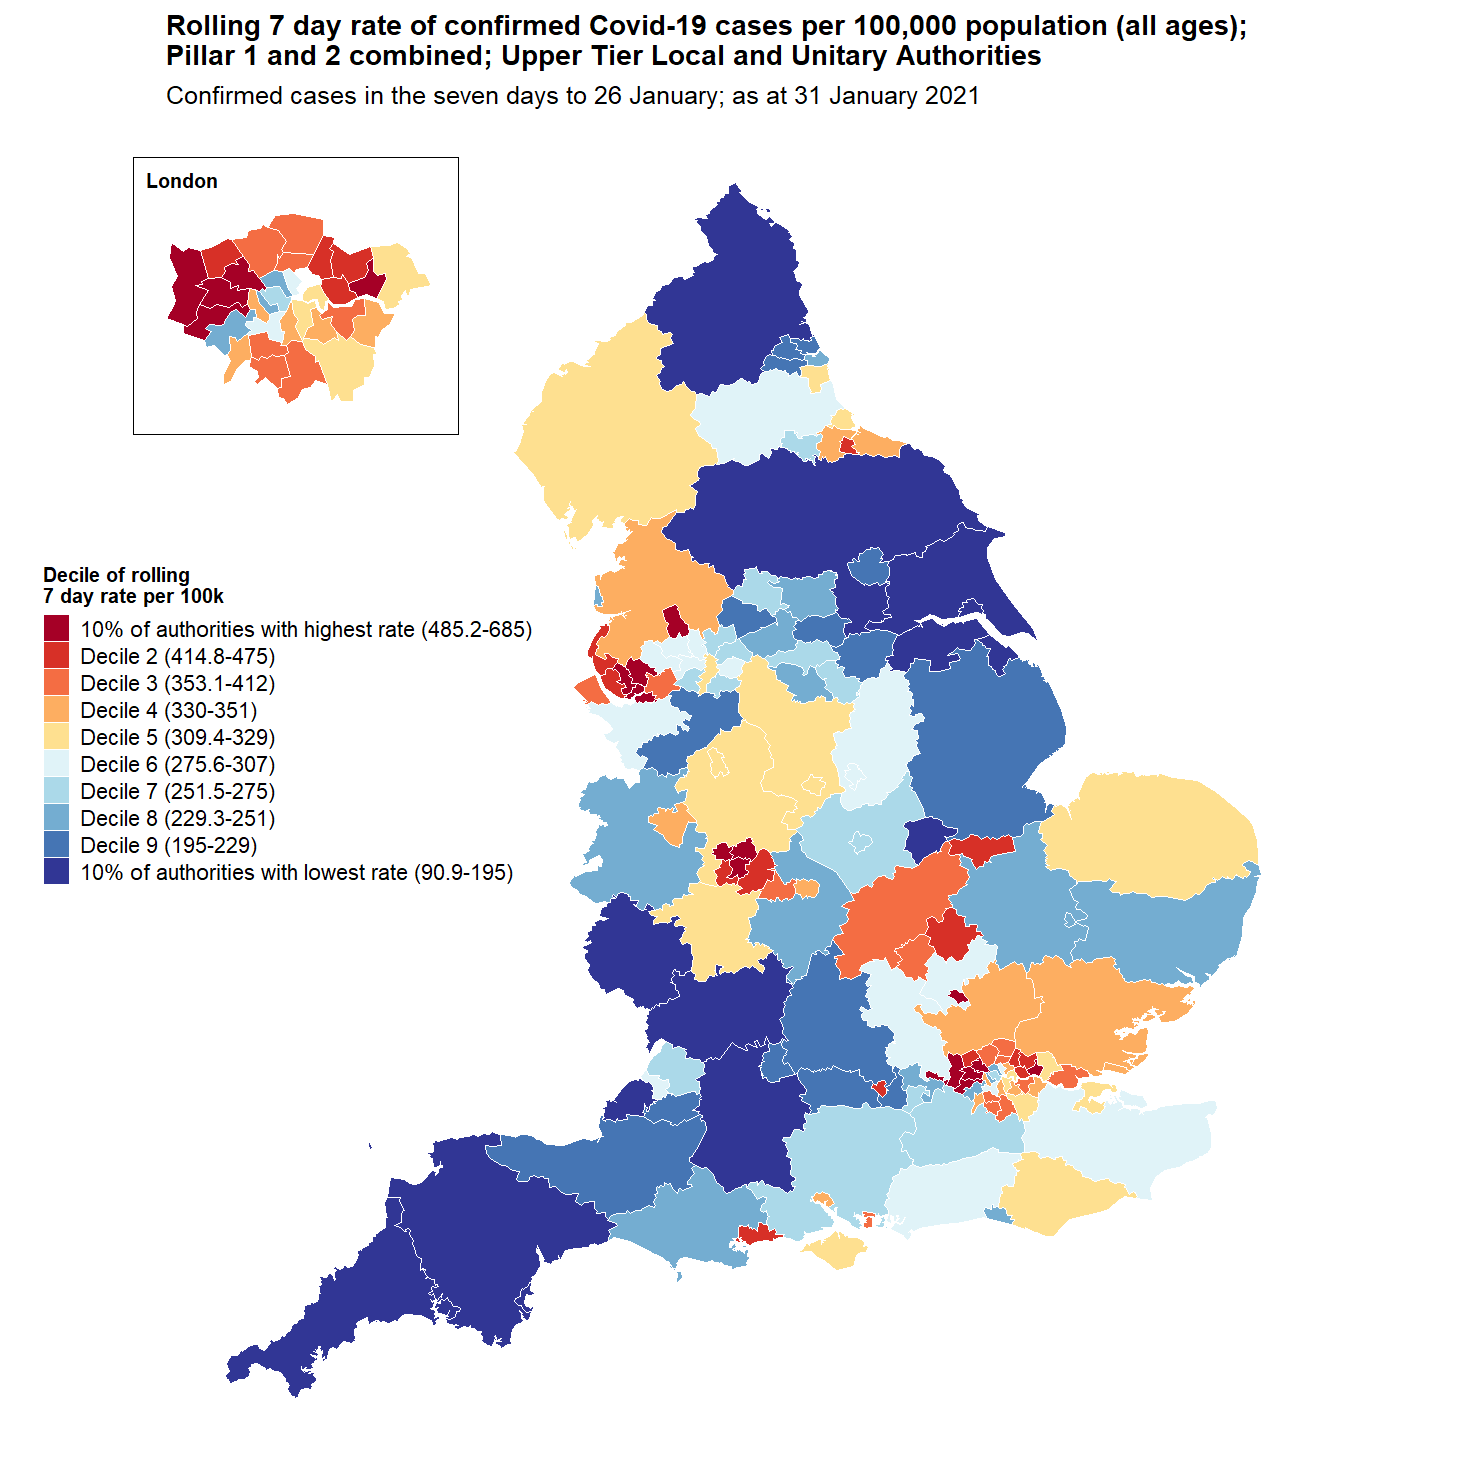 Rolling 7 day rate of confirmed Covid-19 cases per 100,000 population (all ages);
Pillar 1 and 2 combined; Upper Tier Local and Unitary Authorities
Confirmed cases in the seven days to 26 January; as at 31 January 2021
London
Decile of rolling
7 day rate per 100k
10% of authorities with highest rate (485.2-685)
Decile 2 (414.8-475)
Decile 3 (353.1-412)
Decile 4 (330-351)
Decile 5 (309.4-329)
Decile 6 (275.6-307)
Decile 7 (251.5-275)
Decile 8 (229.3-251)
Decile 9 (195-229)
10% of authorities with lowest rate (90.9-195)